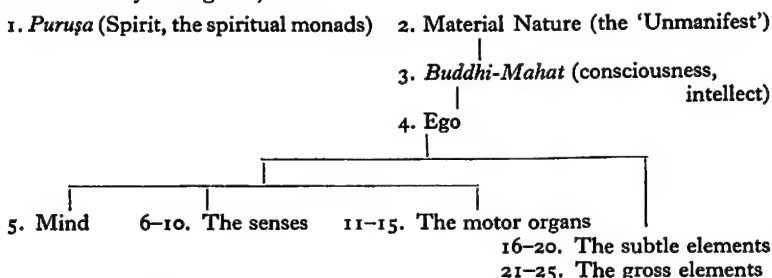 1. Puruṣa (Spirit, the spiritual monads) 2. Material Nature (the ‘Unmanifest’)
3. Buddhi-Mahat (consciousness,
intellect)
4. Ego
5. Mind 6–10. The senses 11–15. The motor organs
16–20. The subtle elements
21–25. The gross elements